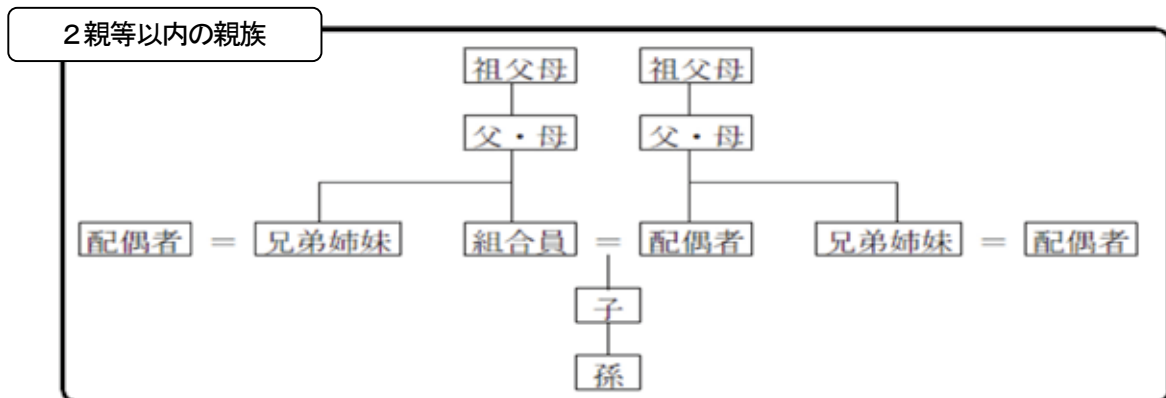 2親等以内の親族
祖父母 祖父母
父・母 父・母
配偶者 = 兄弟姉妹 組合員 = 配偶者 兄弟姉妹 = 配偶者
子
孫